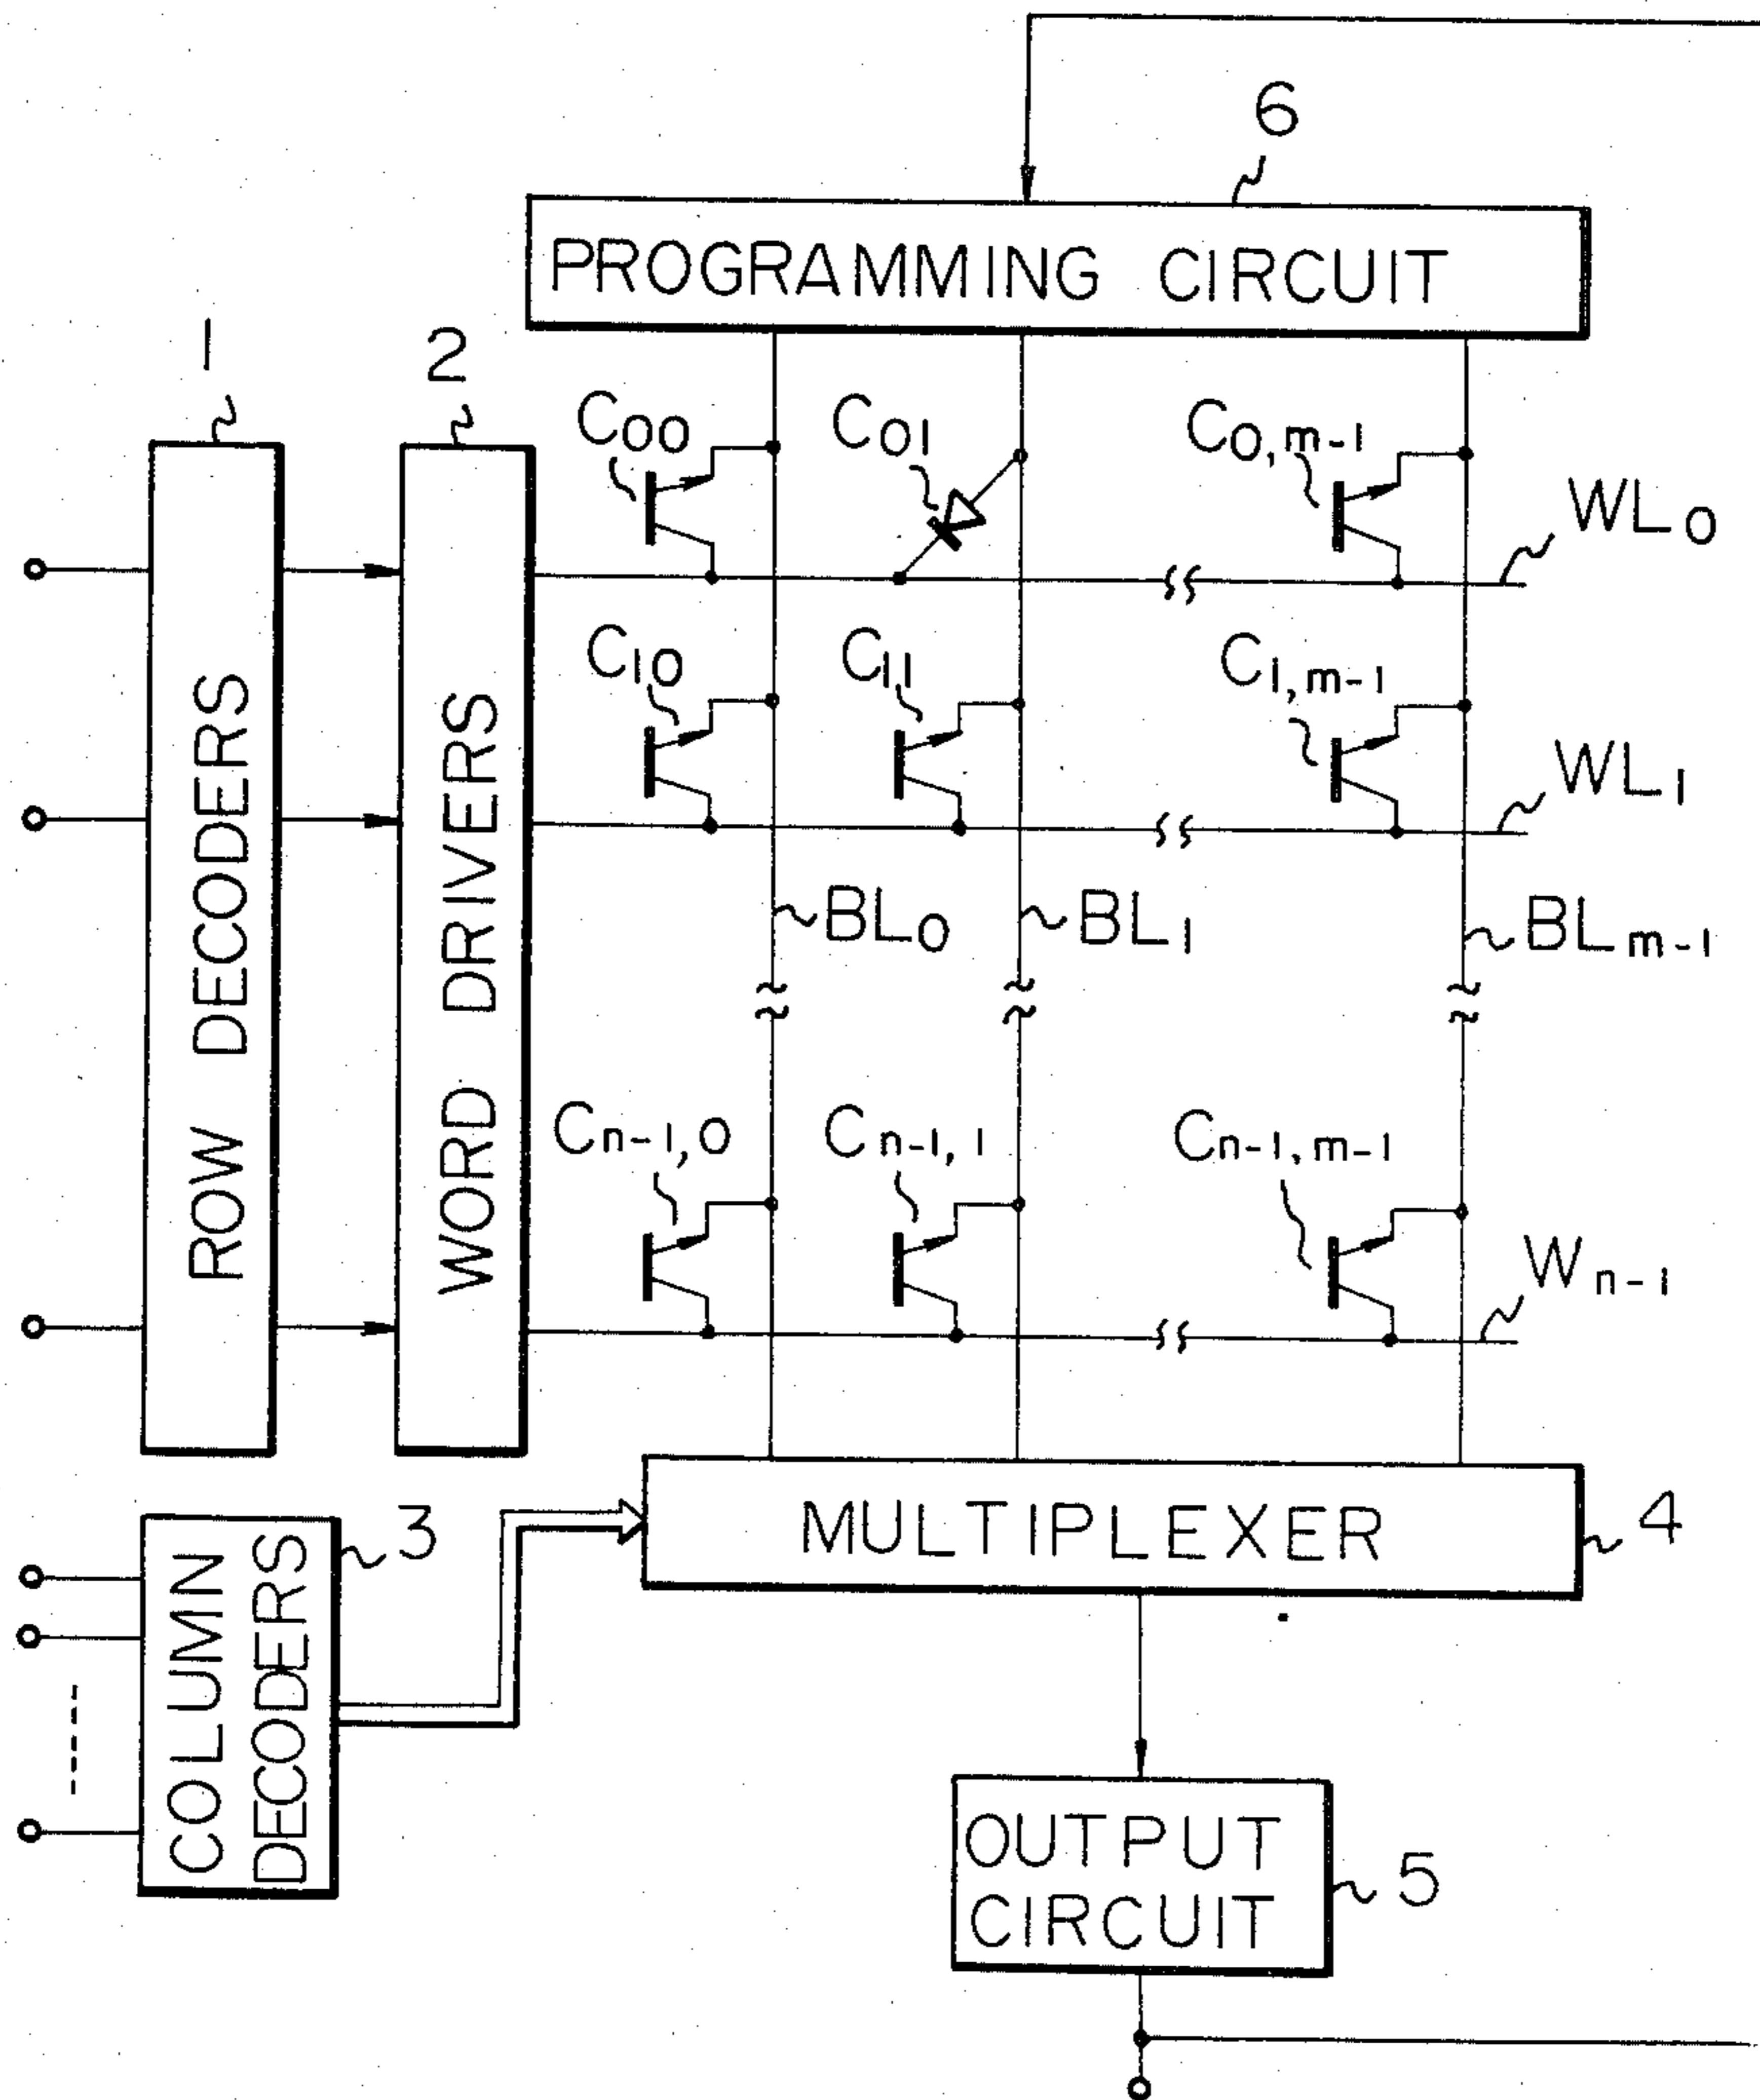 6
PROGRAMMING CIRCUIT
1
2
C00
C01
C0,m-1
WL0
C10
C1,1
C1,m-1
WL1
ROW DECODERS
WORD DRIVERS
BL0
BL1
BLm-1
Cn-1,0
Cn-1,1
Cn-1,m-1
Wn-1
3
COLUMN
DECODERS
MULTIPLEXER
4
OUTPUT
CIRCUIT
5